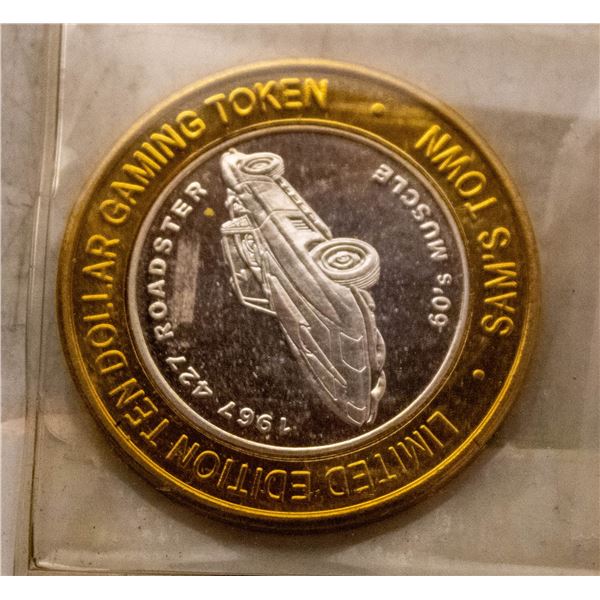 SAM'S TOWN
LIMITED EDITION TEN DOLLAR GAMING TOKEN
60's MUSCLE
1967 427 ROADSTER